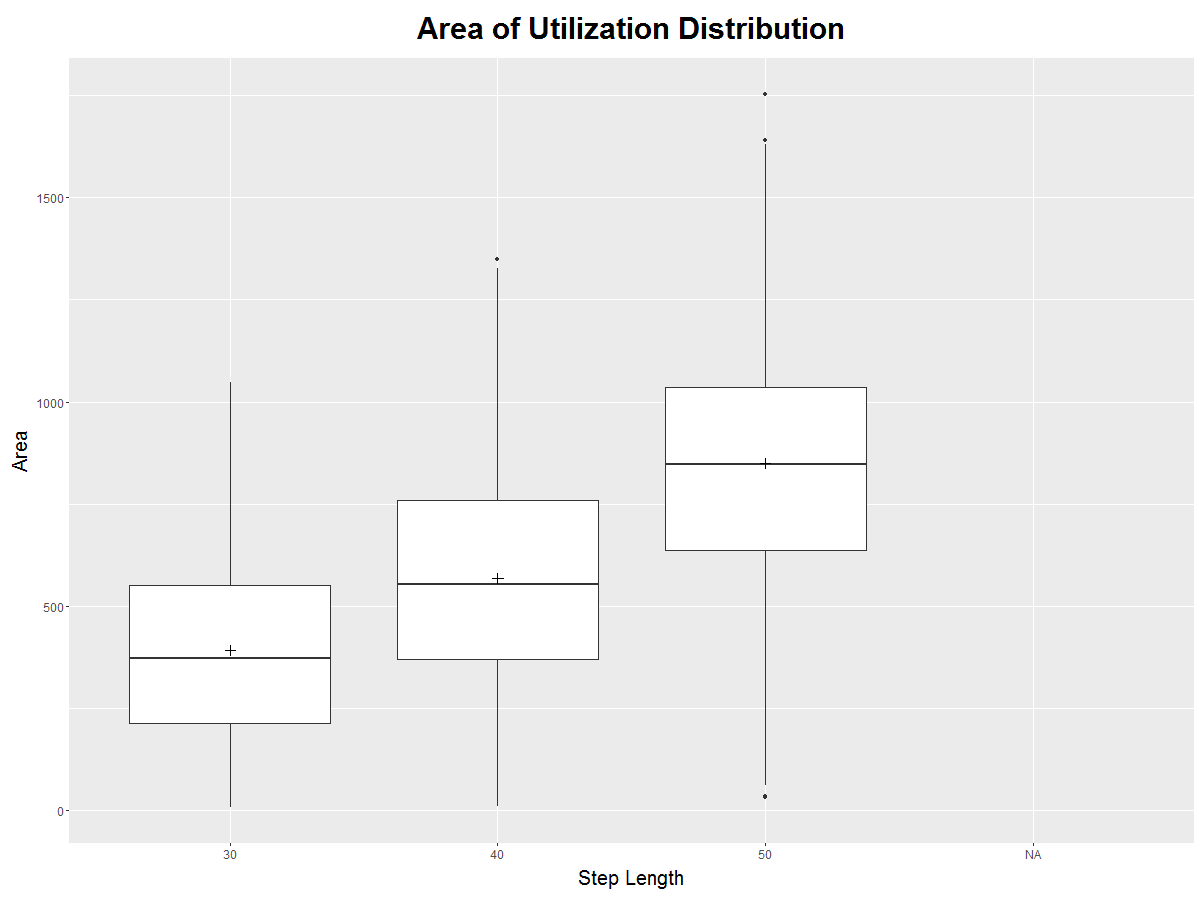 Area of Utilization Distribution
1500
1000
500
0
Area
30 40 50 NA
Step Length